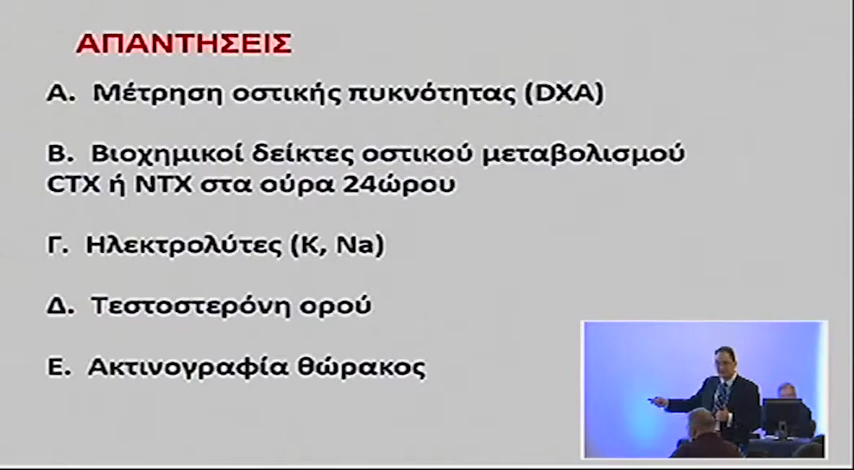 ΑΠΑΝΤΗΣΕΙΣ
Α. Μέτρηση οστικής πυκνότητας (DXA)
Β. Βιοχημικοί δείκτες οστικού μεταβολισμού
CTX ή NTX στα ούρα 24ώρου
Γ. Ηλεκτρολύτες (K, Na)
Δ. Τεστοστερόνη ορού
Ε. Ακτινογραφία θώρακος